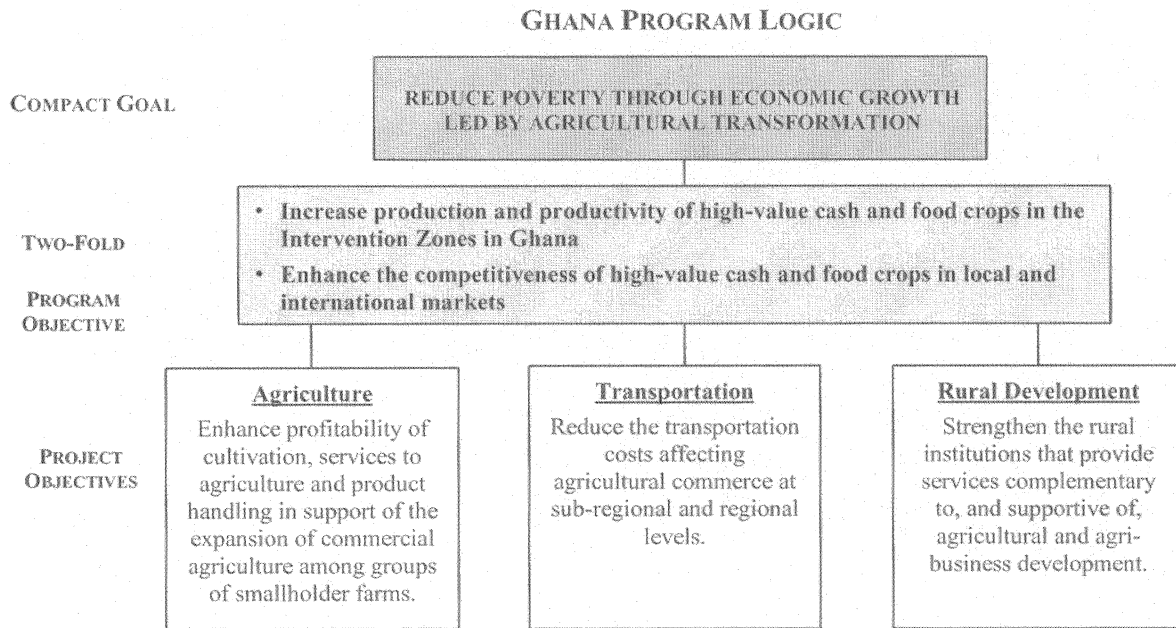 GHANA PROGRAM LOGIC
COMPACT GOAL
REDUCE POVERTY THROUGH ECONOMIC GROWTH
LED BY AGRICULTURAL TRANSFORMATION
TWO-FOLD
PROGRAM
OBJECTIVE
• Increase production and productivity of high-value cash and food crops in the
Intervention Zones in Ghana
• Enhance the competitiveness of high-value cash and food crops in local and
international markets
PROJECT
OBJECTIVES
Agriculture
Enhance profitability of
cultivation, services to
agriculture and product
handling in support of the
expansion of commercial
agriculture among groups
of smallholder farms.
Transportation
Reduce the transportation
costs affecting
agricultural commerce at
sub-regional and regional
levels.
Rural Development
Strengthen the rural
institutions that provide
services complementary
to, and supportive of,
agricultural and agri-
business development.